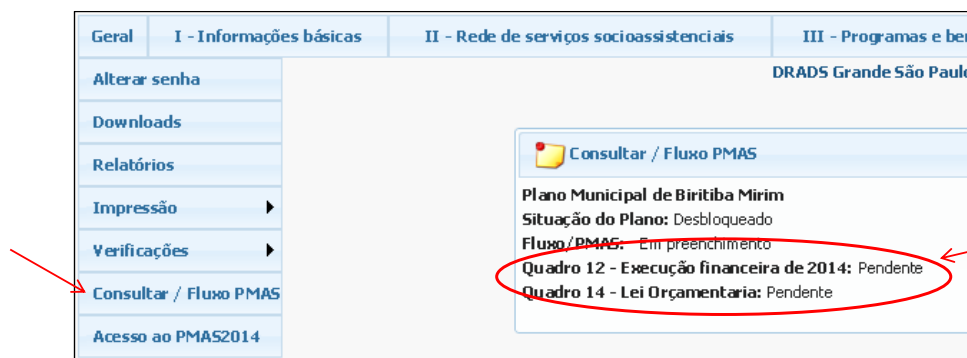 Geral I - Informações básicas II - Rede de serviços socioassistenciais III - Programas e ber
Alterar senha
DRADS Grande São Paulo
Downloads
Relatórios
Impressão
Verificações
Consultar / Fluxo PMAS
Acesso ao PMAS2014
Consultar / Fluxo PMAS
Plano Municipal de Biritiba Mirim
Situação do Plano: Desbloqueado
Fluxo/PMAS: Em preenchimento
Quadro 12 - Execução financeira de 2014: Pendente
Quadro 14 - Lei Orçamentaria: Pendente